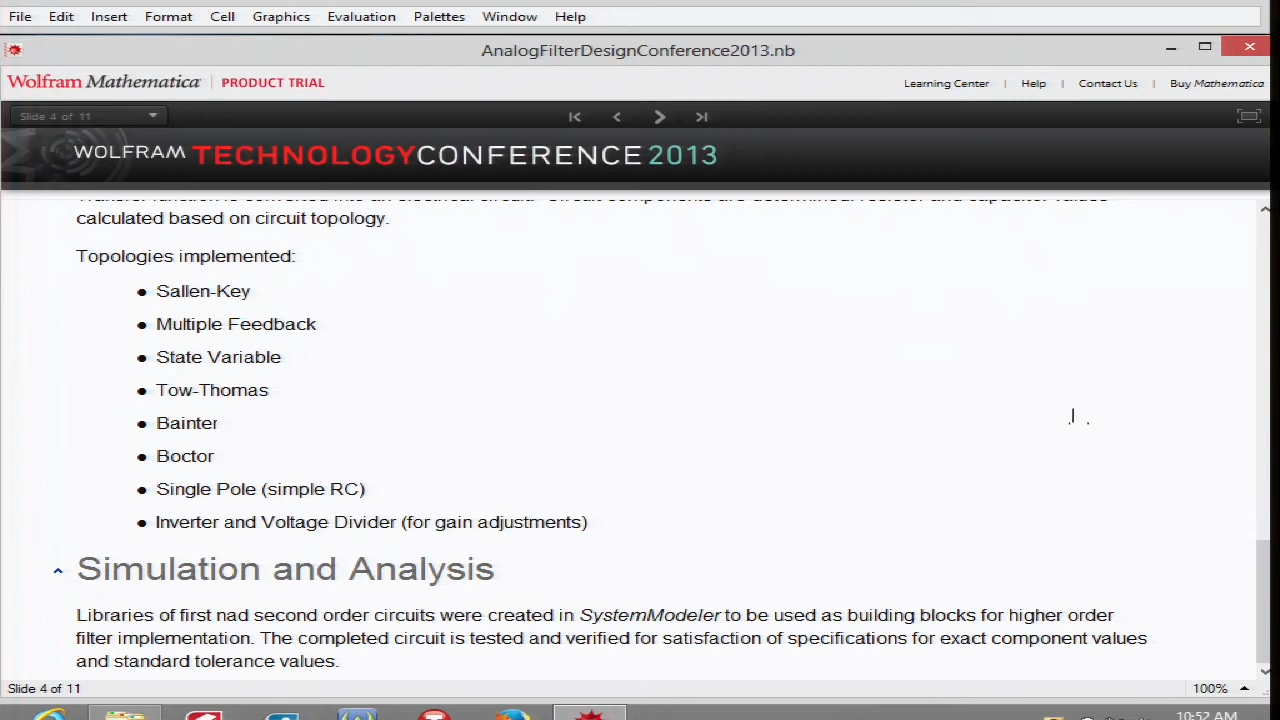 File Edit Insert Format Cell Graphics Evaluation Palettes Window Help
AnalogFilterDesignConference2013.nb
Wolfram Mathematica | PRODUCT TRIAL
Learning Center | Help | Contact Us | Buy Mathematica
Slide 4 of 11
WOLFRAM TECHNOLOGYCONFERENCE 2013
calculated based on circuit topology.
Topologies implemented:
● Sallen-Key
● Multiple Feedback
● State Variable
● Tow-Thomas
● Bainter
● Boctor
● Single Pole (simple RC)
● Inverter and Voltage Divider (for gain adjustments)
Simulation and Analysis
Libraries of first nad second order circuits were created in SystemModeler to be used as building blocks for higher order
filter implementation. The completed circuit is tested and verified for satisfaction of specifications for exact component values
and standard tolerance values.
Slide 4 of 11
100%
10:52 AM